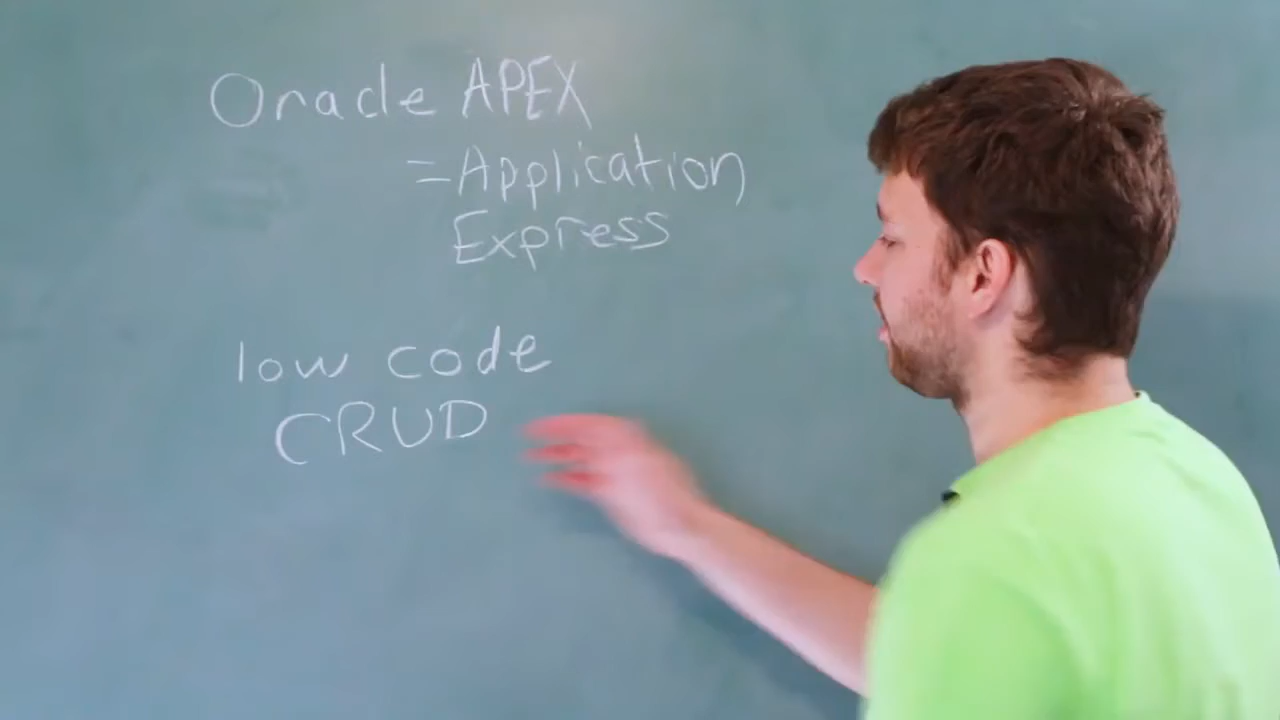 Oracle APEX
=Application
Express
low code
CRUD